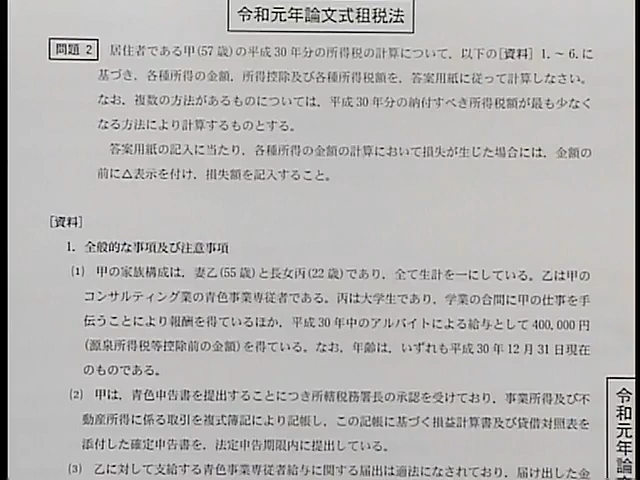 令和元年論文式租税法
問題 2 居住者である甲(57 歳)の平成 30 年分の所得税の計算について，以下の[資料] 1. ～ 6. に
基づき，各種所得の金額，所得控除及び各種所得税額を，答案用紙に従って計算しなさい。
なお，複数の方法があるものについては，平成 30 年分の納付すべき所得税額が最も少なく
なる方法により計算するものとする。
答案用紙の記入に当たり，各種所得の金額の計算において損失が生じた場合には，金額の
前に△表示を付け，損失額を記入すること。
[資料]
1. 全般的な事項及び注意事項
(1) 甲の家族構成は，妻乙(55 歳)と長女丙(22 歳)であり，全て生計を一にしている。乙は甲の
コンサルティング業の青色事業専従者である。丙は大学生であり，学業の合間に甲の仕事を手
伝うことにより報酬を得ているほか，平成 30 年中のアルバイトによる給与として 400,000 円
(源泉所得税等控除前の金額)を得ている。なお，年齢は，いずれも平成 30 年 12 月 31 日現在
のものである。
(2) 甲は，青色申告書を提出することにつき所轄税務署長の承認を受けており，事業所得及び不
動産所得に係る取引を複式簿記により記帳し，この記帳に基づく損益計算書及び貸借対照表を
添付した確定申告書を，法定申告期限内に提出している。
(3) 乙に対して支給する青色事業専従者給与に関する届出は適法になされており，届け出した金
令和元年論